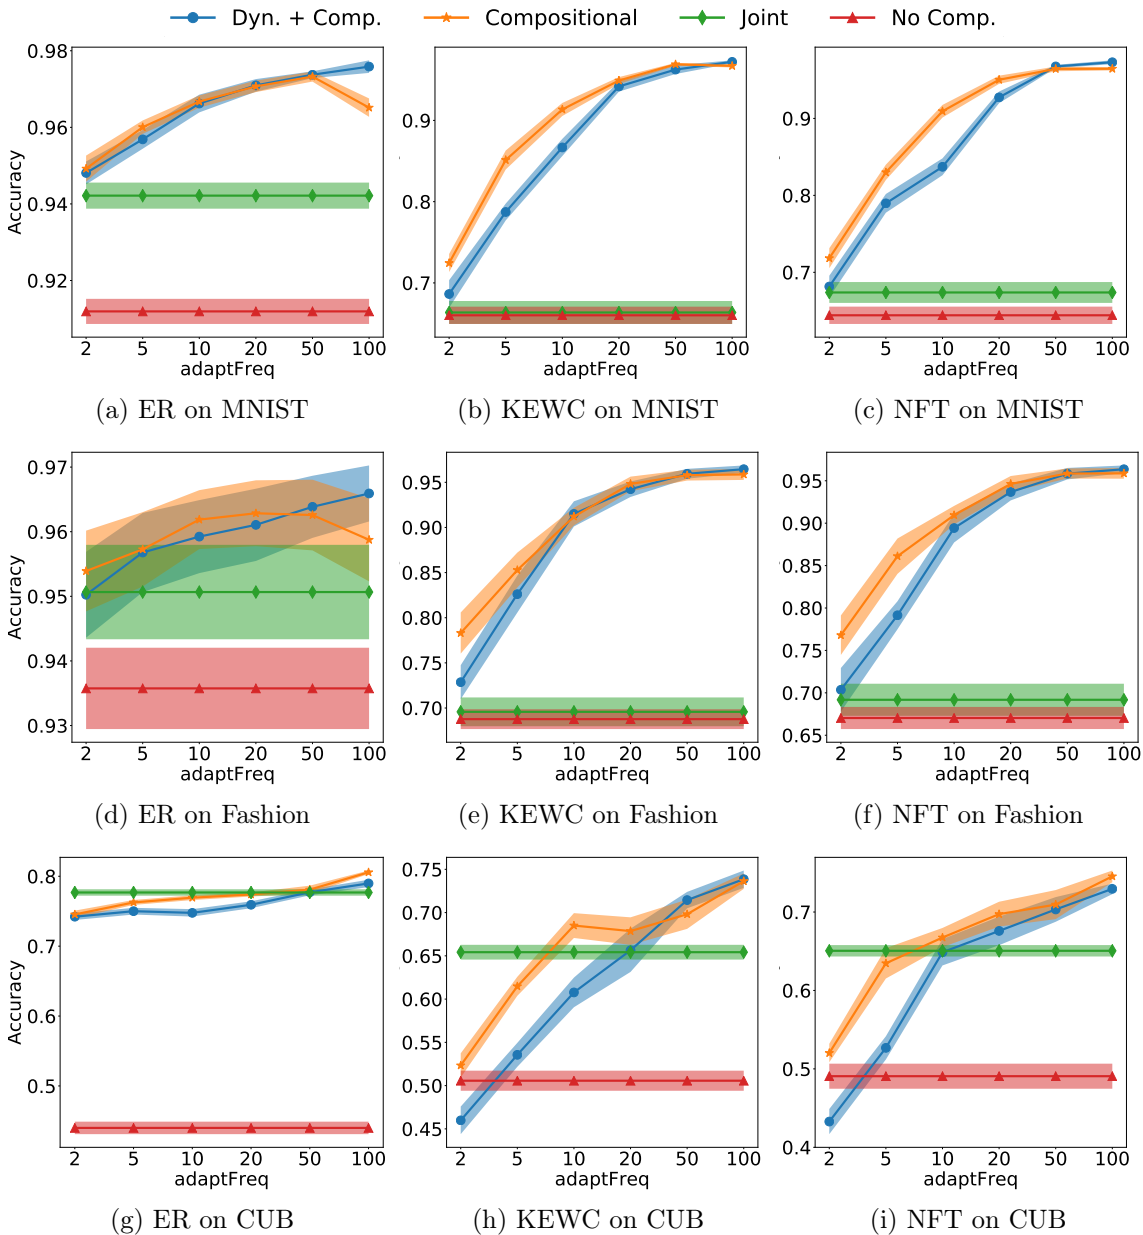 Dyn. + Comp. Compositional Joint No Comp.
0.98
0.96
0.94
0.92
Accuracy
2 5 10 20 50 100
adaptFreq
(a) ER on MNIST
0.9
0.8
0.7
2 5 10 20 50 100
adaptFreq
(b) KEWC on MNIST
0.9
0.8
0.7
2 5 10 20 50 100
adaptFreq
(c) NFT on MNIST
0.97
0.96
0.95
0.94
0.93
Accuracy
2 5 10 20 50 100
adaptFreq
(d) ER on Fashion
0.95
0.90
0.85
0.80
0.75
0.70
2 5 10 20 50 100
adaptFreq
(e) KEWC on Fashion
0.95
0.90
0.85
0.80
0.75
0.70
0.65
2 5 10 20 50 100
adaptFreq
(f) NFT on Fashion
0.8
0.7
0.6
0.5
Accuracy
2 5 10 20 50 100
adaptFreq
(g) ER on CUB
0.75
0.70
0.65
0.60
0.55
0.50
0.45
2 5 10 20 50 100
adaptFreq
(h) KEWC on CUB
0.7
0.6
0.5
0.4
2 5 10 20 50 100
adaptFreq
(i) NFT on CUB